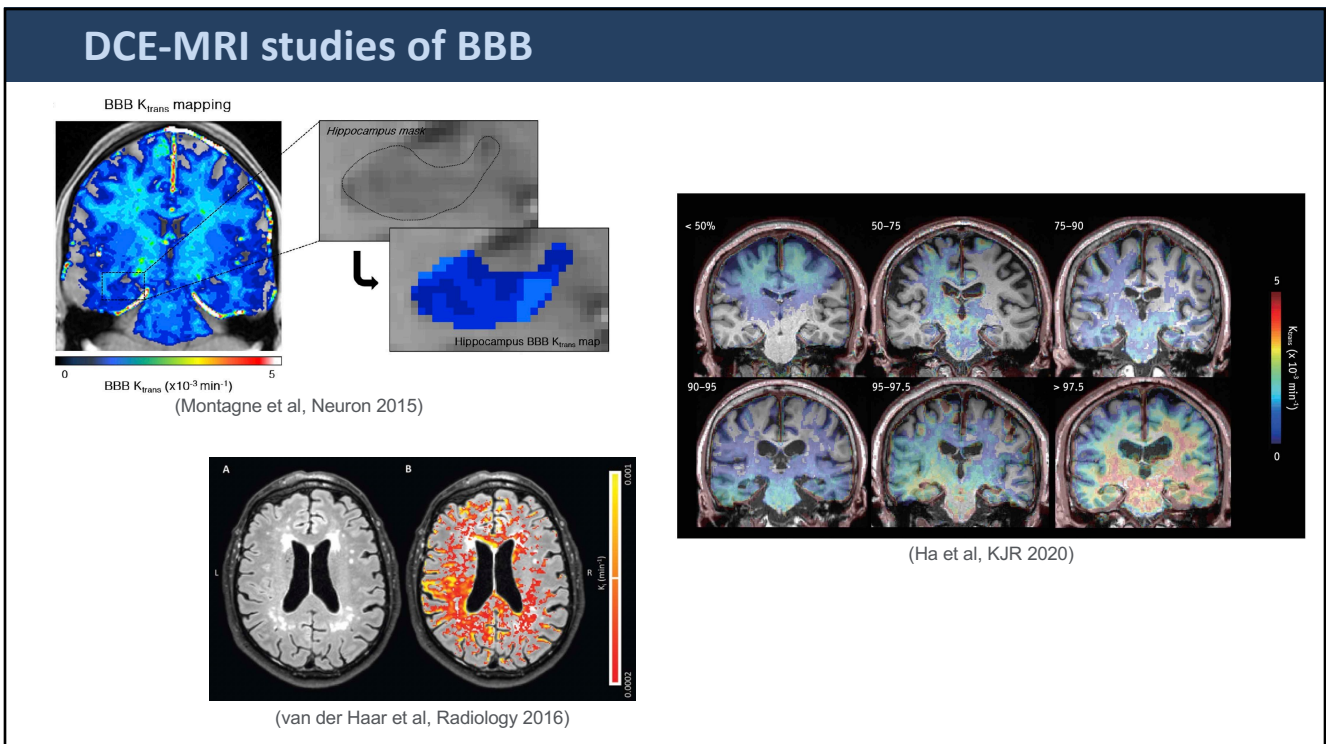 DCE-MRI studies of BBB
BBB Ktrans mapping
Hippocampus mask
Hippocampus BBB Ktrans map
0
5
BBB Ktrans (x10-3 min-1)
(Montagne et al, Neuron 2015)
< 50%
50–75
75–90
90–95
95–97.5
> 97.5
5
Ktrans (x 10-3 min-1)
0
(Ha et al, KJR 2020)
A
B
L
R
0.001
Ki (min-1)
0.0002
(van der Haar et al, Radiology 2016)